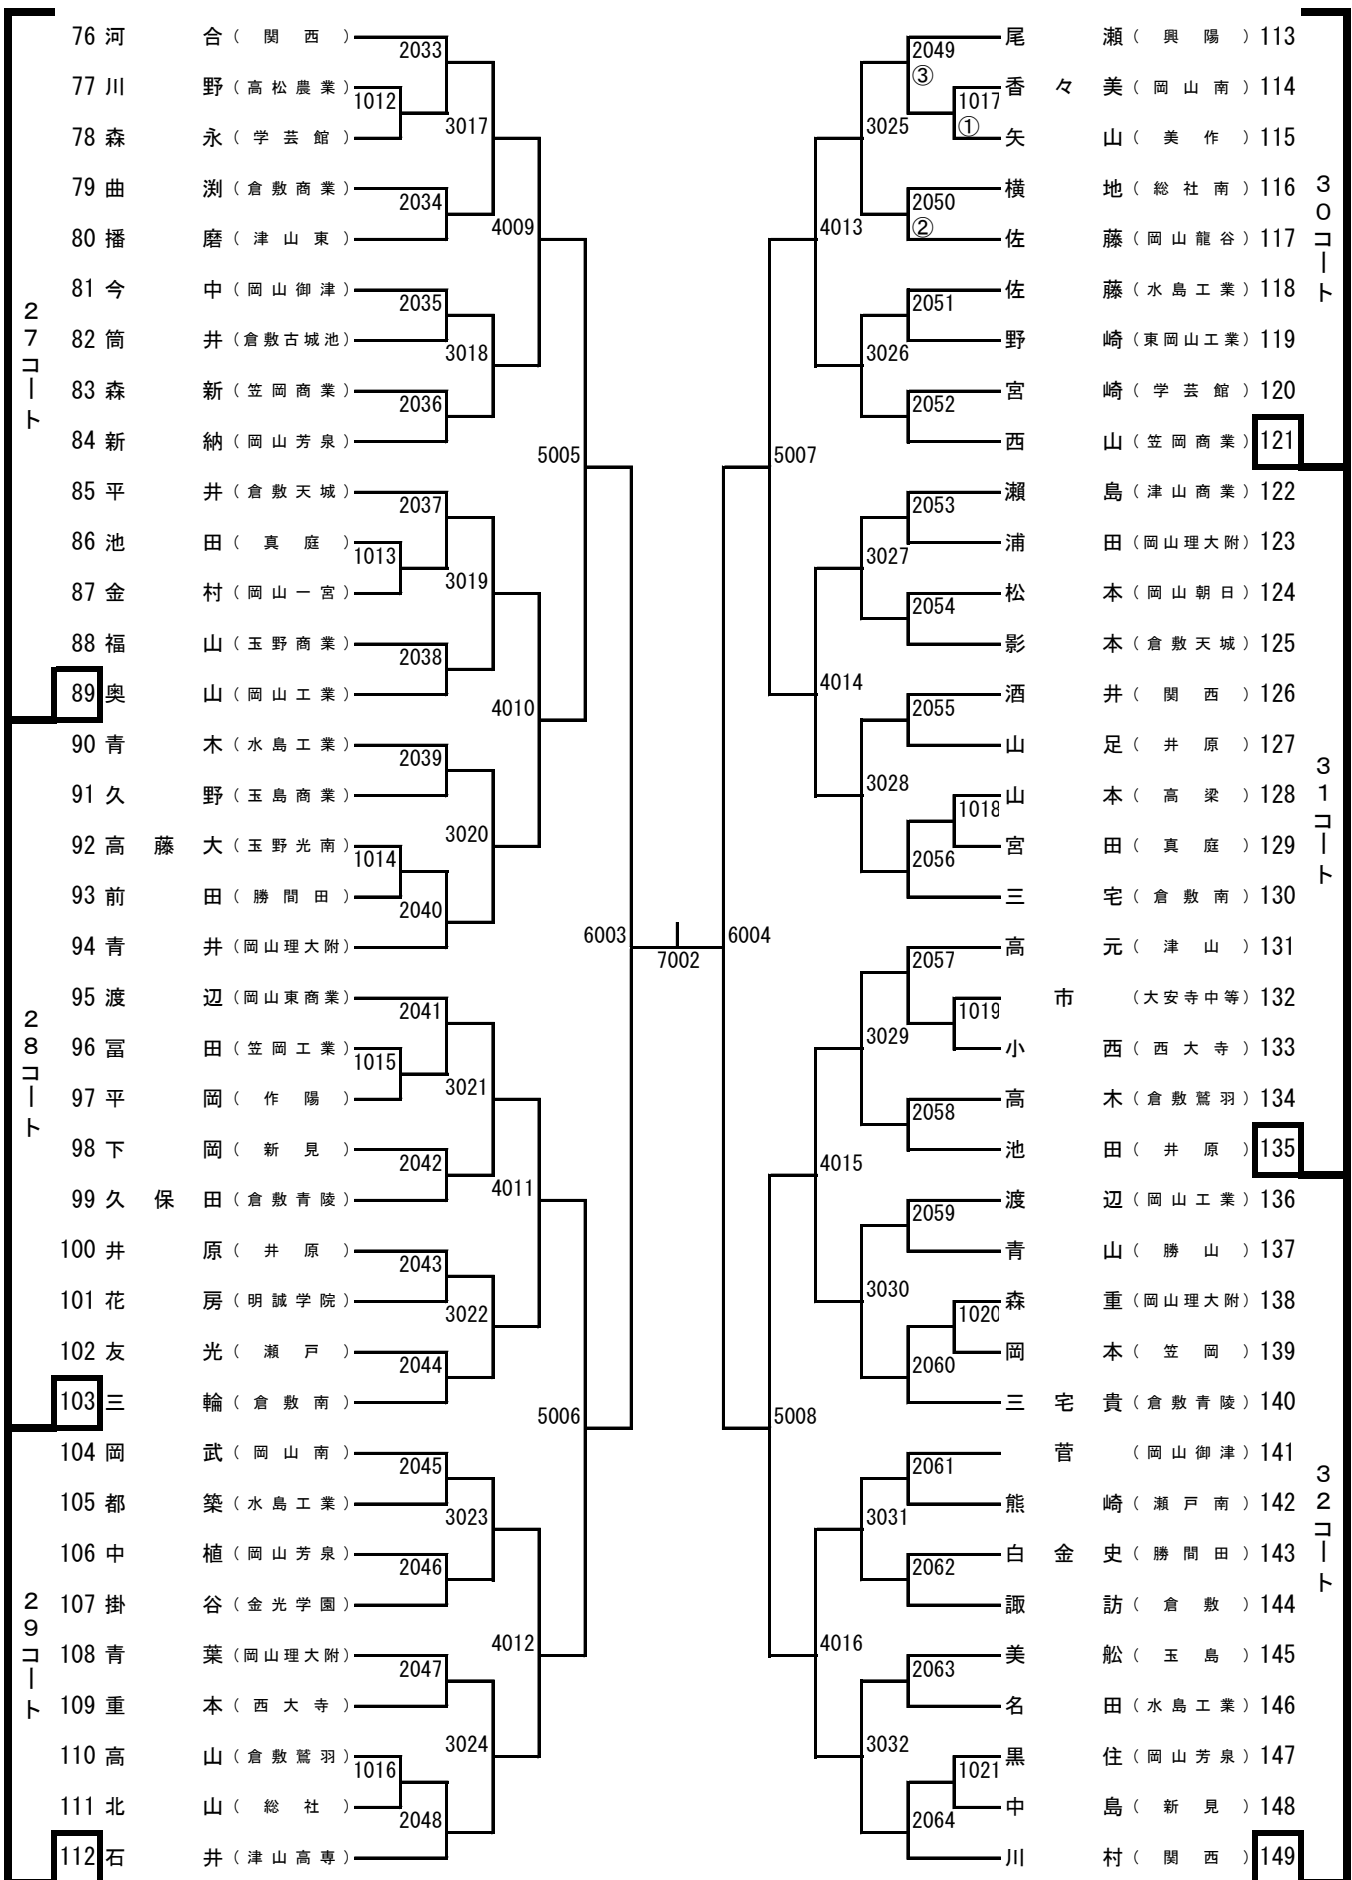 27コート
76 河 合 ( 関 西 )
2033
77 川 野 ( 高松農業 )
1012
78 森 永 ( 学芸館 )
3017
79 曲 渕 ( 倉敷商業 )
2034
80 播 磨 ( 津山東 )
4009
81 今 中 ( 岡山御津 )
2035
82 筒 井 ( 倉敷古城池 )
3018
83 森 新 ( 笠岡商業 )
2036
84 新 納 ( 岡山芳泉 )
5005
85 平 井 ( 倉敷天城 )
2037
86 池 田 ( 真 庭 )
1013
87 金 村 ( 岡山一宮 )
3019
88 福 山 ( 玉野商業 )
2038
89 奥 山 ( 岡山工業 )
4010
28コート
90 青 木 ( 水島工業 )
2039
91 久 野 ( 玉島商業 )
3020
92 高 藤 大 ( 玉野光南 )
1014
93 前 田 ( 勝間田 )
2040
94 青 井 ( 岡山理大附 )
6003
95 渡 辺 ( 岡山東商業 )
2041
96 冨 田 ( 笠岡工業 )
1015
97 平 岡 ( 作 陽 )
3021
98 下 岡 ( 新 見 )
2042
99 久 保 田 ( 倉敷青陵 )
4011
100 井 原 ( 井 原 )
2043
101 花 房 ( 明誠学院 )
3022
102 友 光 ( 瀬 戸 )
2044
103 三 輪 ( 倉敷南 )
5006
29コート
104 岡 武 ( 岡山南 )
2045
105 都 築 ( 水島工業 )
3023
106 中 植 ( 岡山芳泉 )
2046
107 掛 谷 ( 金光学園 )
4012
108 青 葉 ( 岡山理大附 )
2047
109 重 本 ( 西大寺 )
3024
110 高 山 ( 倉敷鷲羽 )
1016
111 北 山 ( 総 社 )
2048
112 石 井 ( 津山高専 )
7002
30コート
尾 瀬 ( 興 陽 ) 113
2049
③
香 々 美 ( 岡山南 ) 114
1017
①
矢 山 ( 美 作 ) 115
3025
横 地 ( 総社南 ) 116
2050
②
佐 藤 ( 岡山龍谷 ) 117
4013
佐 藤 ( 水島工業 ) 118
2051
野 崎 ( 東岡山工業 ) 119
3026
宮 崎 ( 学芸館 ) 120
2052
西 山 ( 笠岡商業 ) 121
5007
31コート
瀬 島 ( 津山商業 ) 122
2053
浦 田 ( 岡山理大附 ) 123
3027
松 本 ( 岡山朝日 ) 124
2054
影 本 ( 倉敷天城 ) 125
4014
酒 井 ( 関 西 ) 126
2055
山 足 ( 井 原 ) 127
3028
山 本 ( 高 梁 ) 128
1018
宮 田 ( 真 庭 ) 129
2056
三 宅 ( 倉敷南 ) 130
6004
高 元 ( 津 山 ) 131
2057
市 ( 大安寺中等 ) 132
1019
小 西 ( 西大寺 ) 133
3029
高 木 ( 倉敷鷲羽 ) 134
2058
池 田 ( 井 原 ) 135
4015
32コート
渡 辺 ( 岡山工業 ) 136
2059
青 山 ( 勝 山 ) 137
3030
森 重 ( 岡山理大附 ) 138
1020
岡 本 ( 笠 岡 ) 139
2060
三 宅 貴 ( 倉敷青陵 ) 140
5008
菅 ( 岡山御津 ) 141
2061
熊 崎 ( 瀬戸南 ) 142
3031
白 金 史 ( 勝間田 ) 143
2062
諏 訪 ( 倉 敷 ) 144
4016
美 舩 ( 玉 島 ) 145
2063
名 田 ( 水島工業 ) 146
3032
黒 住 ( 岡山芳泉 ) 147
1021
中 島 ( 新 見 ) 148
2064
川 村 ( 関 西 ) 149